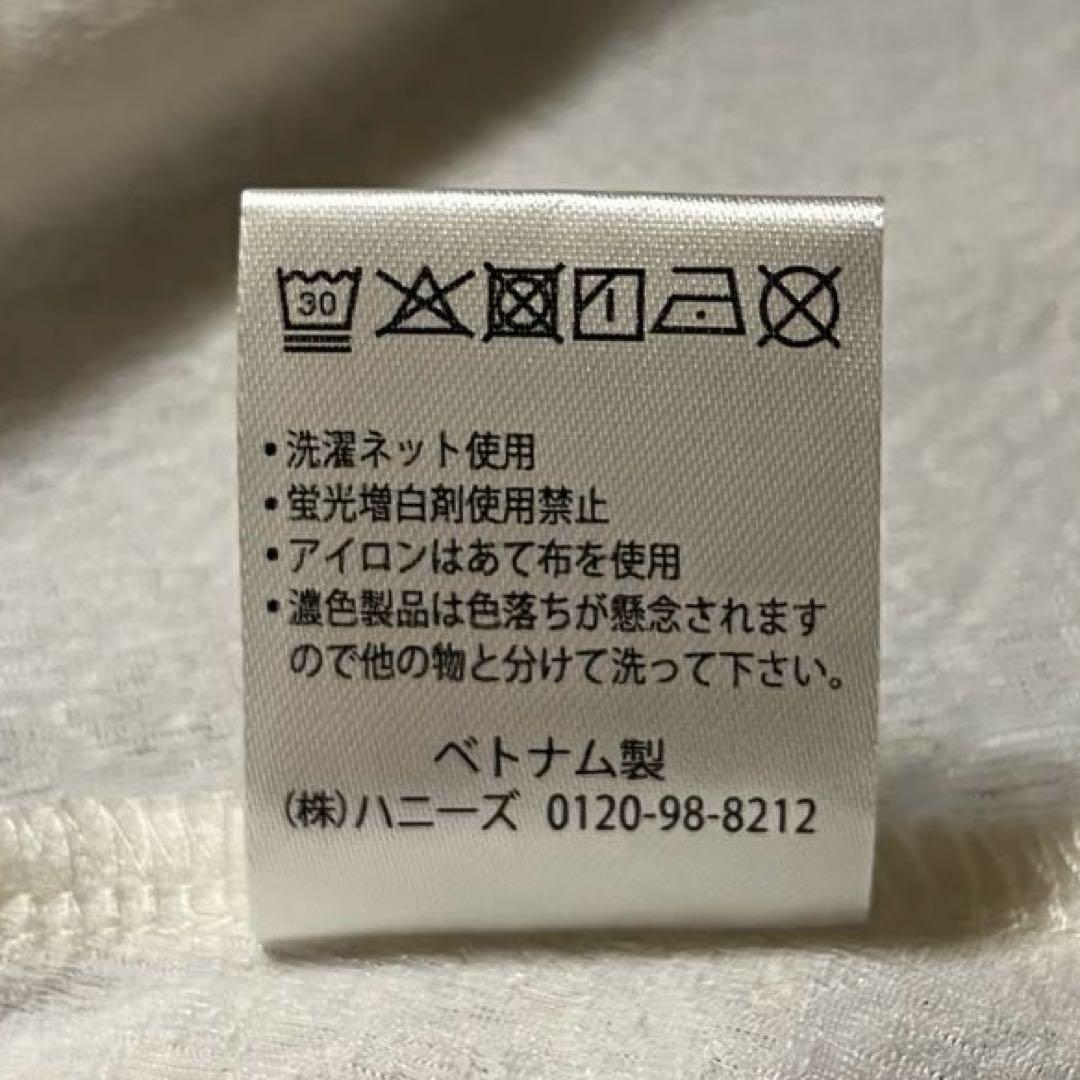 30
・洗濯ネット使用
・蛍光増白剤使用禁止
・アイロンはあて布を使用
・濃色製品は色落ちが懸念されます
ので他の物と分けて洗って下さい。
ベトナム製
(株)ハニーズ 0120-98-8212